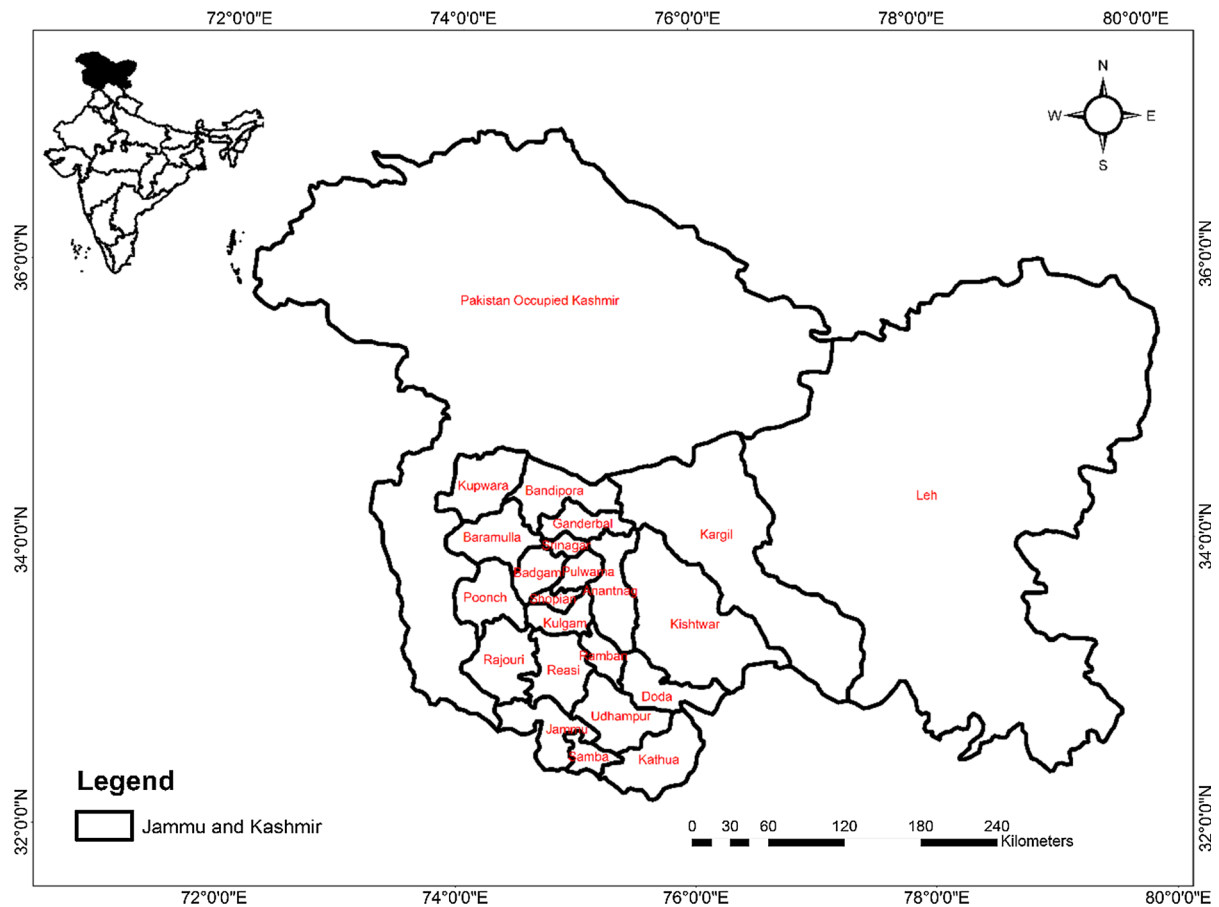 72°0'0"E 74°0'0"E 76°0'0"E 78°0'0"E 80°0'0"E
N
W E
S
36°0'0"N 36°0'0"N
Pakistan Occupied Kashmir
Kupwara
Bandipora
Leh
Ganderbal
Kargil
34°0'0"N 34°0'0"N
Baramulla
Srinagar
Badgam Pulwama
Anantnag
Poonch
Shopian
Kulgam
Kishtwar
Rajouri
Ramban
Reasi
Doda
Udhampur
Jammu
Samba
Kathua
Legend
Jammu and Kashmir
32°0'0"N 32°0'0"N
0 30 60 120 180 240
Kilometers
72°0'0"E 74°0'0"E 76°0'0"E 78°0'0"E 80°0'0"E